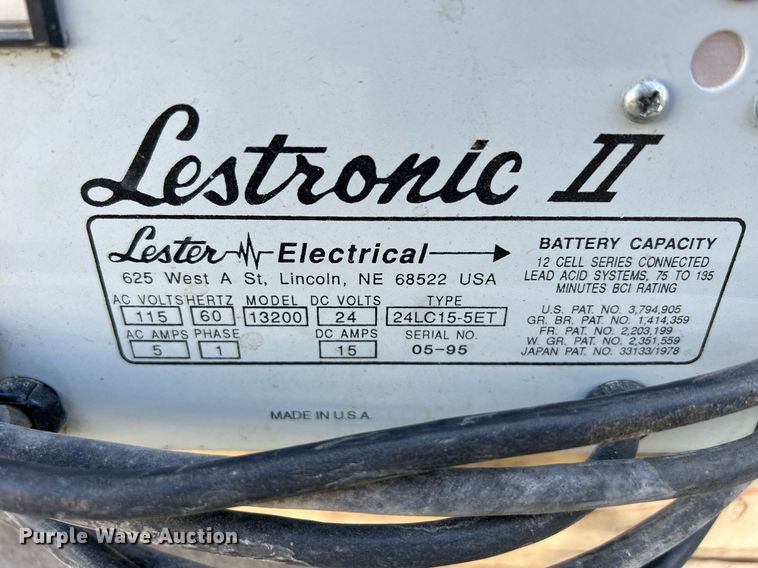 Lestronic II
Lester Electrical
625 West A St, Lincoln, NE 68522 USA
BATTERY CAPACITY
12 CELL SERIES CONNECTED
LEAD ACID SYSTEMS, 75 TO 135
MINUTES BCI RATING
AC VOLTS HERTZ MODEL DC VOLTS TYPE
115 60 13200 24 24LC15-5ET
AC AMPS PHASE DC AMPS SERIAL NO.
5 1 15 05-95
U.S. PAT. NO. 3,794,905
GR. BR. PAT. NO. 1,414,359
FR. PAT. NO. 2,203,199
W. GR. PAT. NO. 2,351,559
JAPAN PAT. NO. 33133/1978
MADE IN U.S.A.
Purple Wave Auction